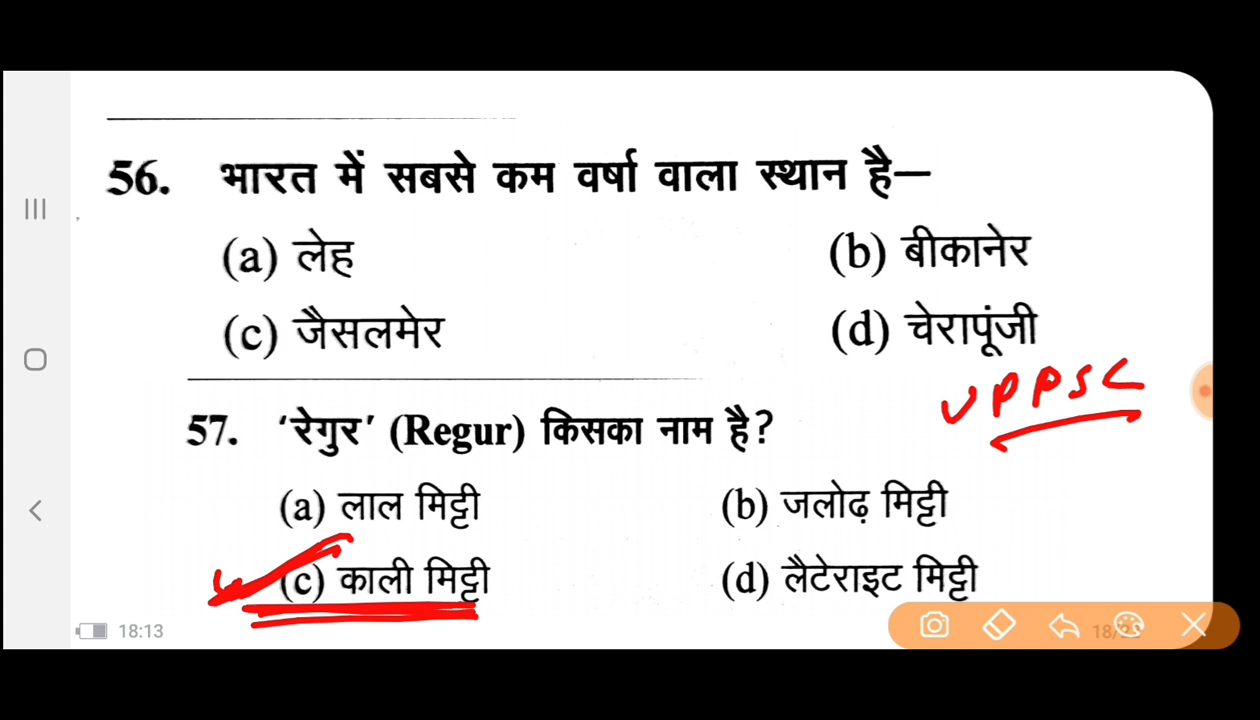 56. भारत में सबसे कम वर्षा वाला स्थान है—
(a) लेह (b) बीकानेर
(c) जैसलमेर (d) चेरापूंजी
UPPSC
57. 'रेगुर' (Regur) किसका नाम है?
(a) लाल मिट्टी (b) जलोढ़ मिट्टी
(c) काली मिट्टी (d) लैटेराइट मिट्टी
18:13